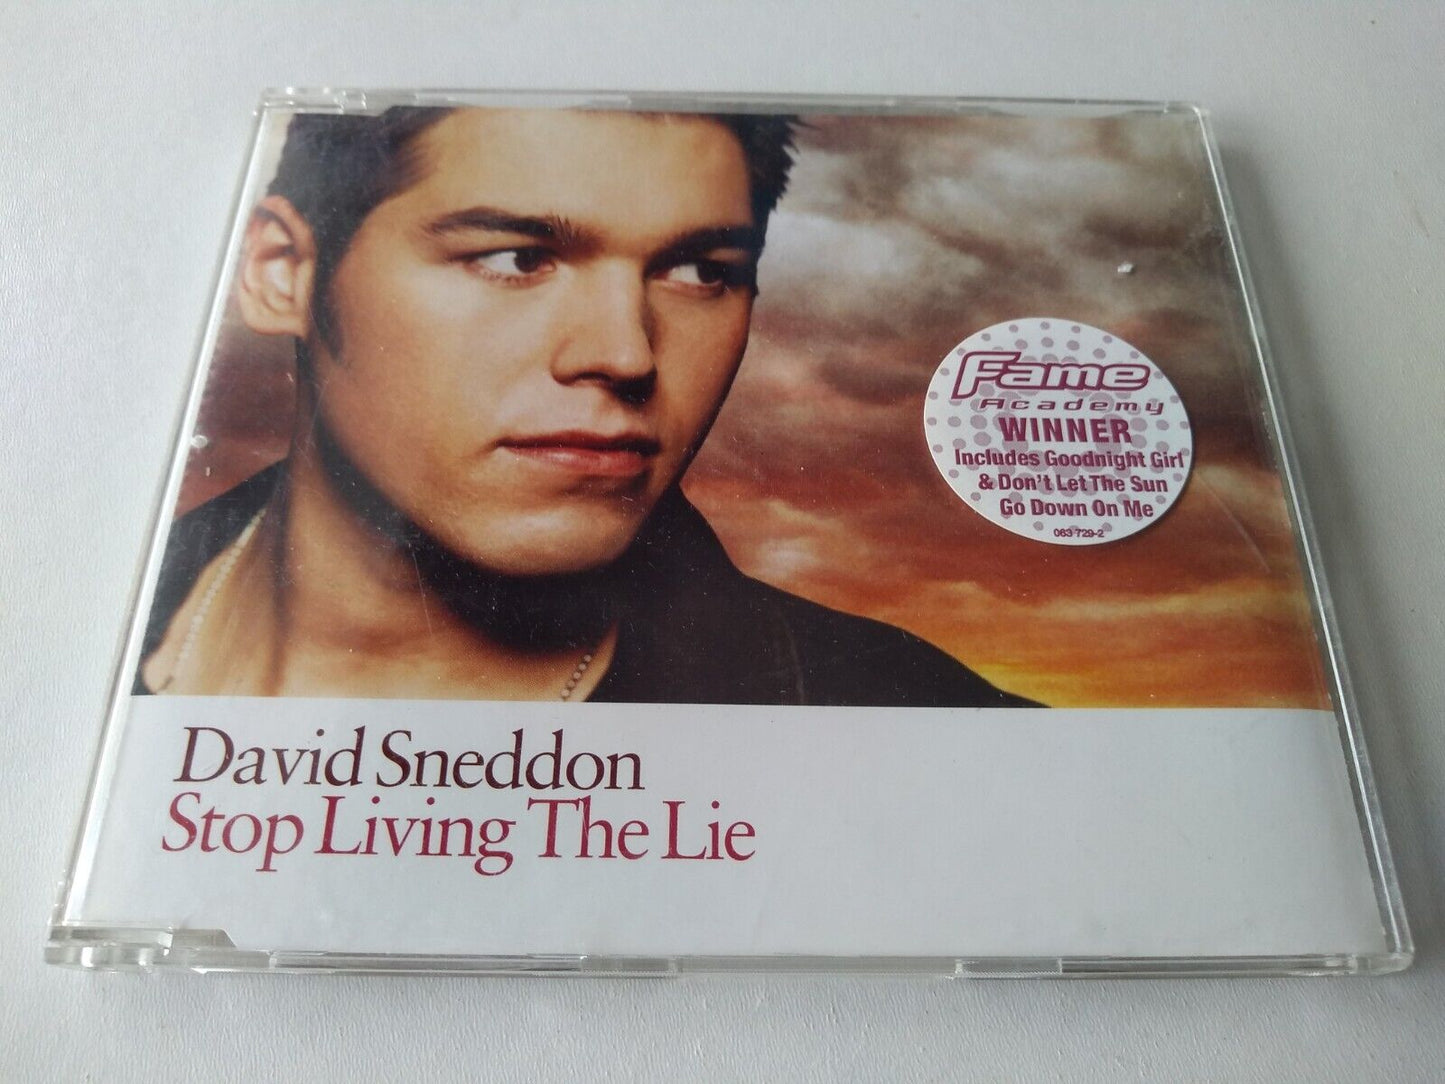 Fame
Academy
WINNER
Includes Goodnight Girl
& Don't Let The Sun
Go Down On Me
063 729-2
David Sneddon
Stop Living The Lie